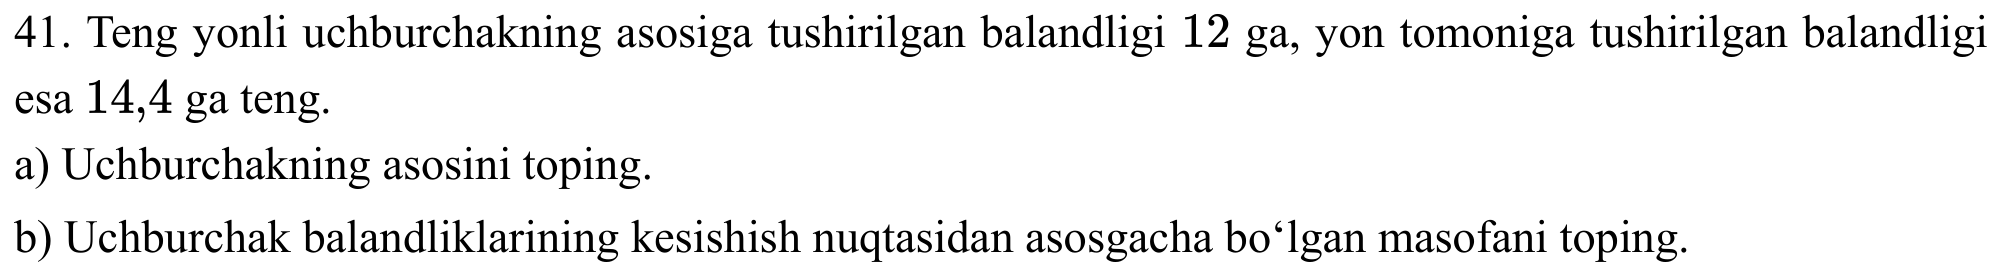 41. Teng yonli uchburchakning asosiga tushirilgan balandligi 12 ga, yon tomoniga tushirilgan balandligi
esa 14,4 ga teng.
a) Uchburchakning asosini toping.
b) Uchburchak balandliklarining kesishish nuqtasidan asosgacha bo‘lgan masofani toping.